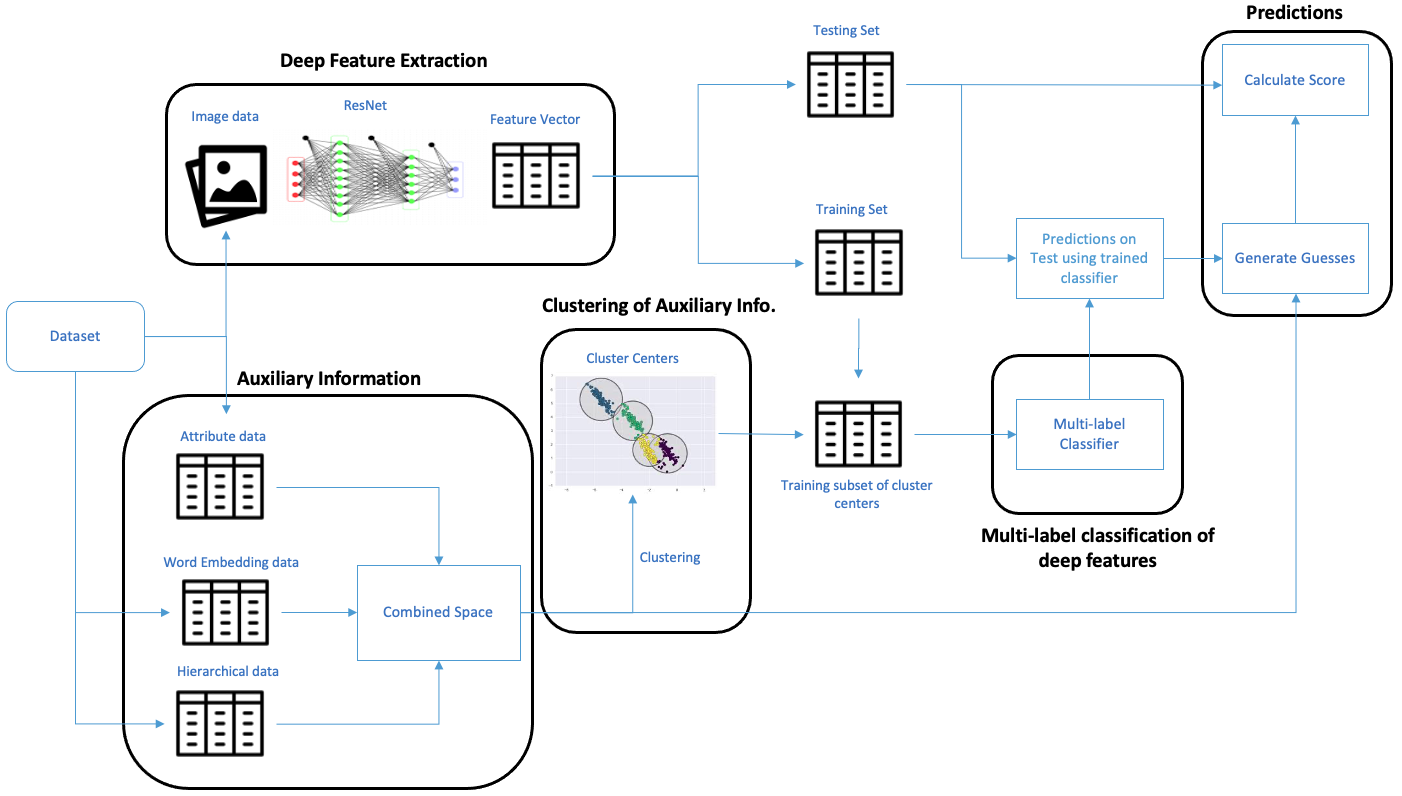 Predictions
Testing Set
Calculate Score
Deep Feature Extraction
Image data
ResNet
Feature Vector
Training Set
Predictions on
Test using trained
classifier
Generate Guesses
Dataset
Clustering of Auxiliary Info.
Cluster Centers
Auxiliary Information
Attribute data
Multi-label
Classifier
Training subset of cluster
centers
Multi-label classification of
deep features
Clustering
Word Embedding data
Combined Space
Hierarchical data